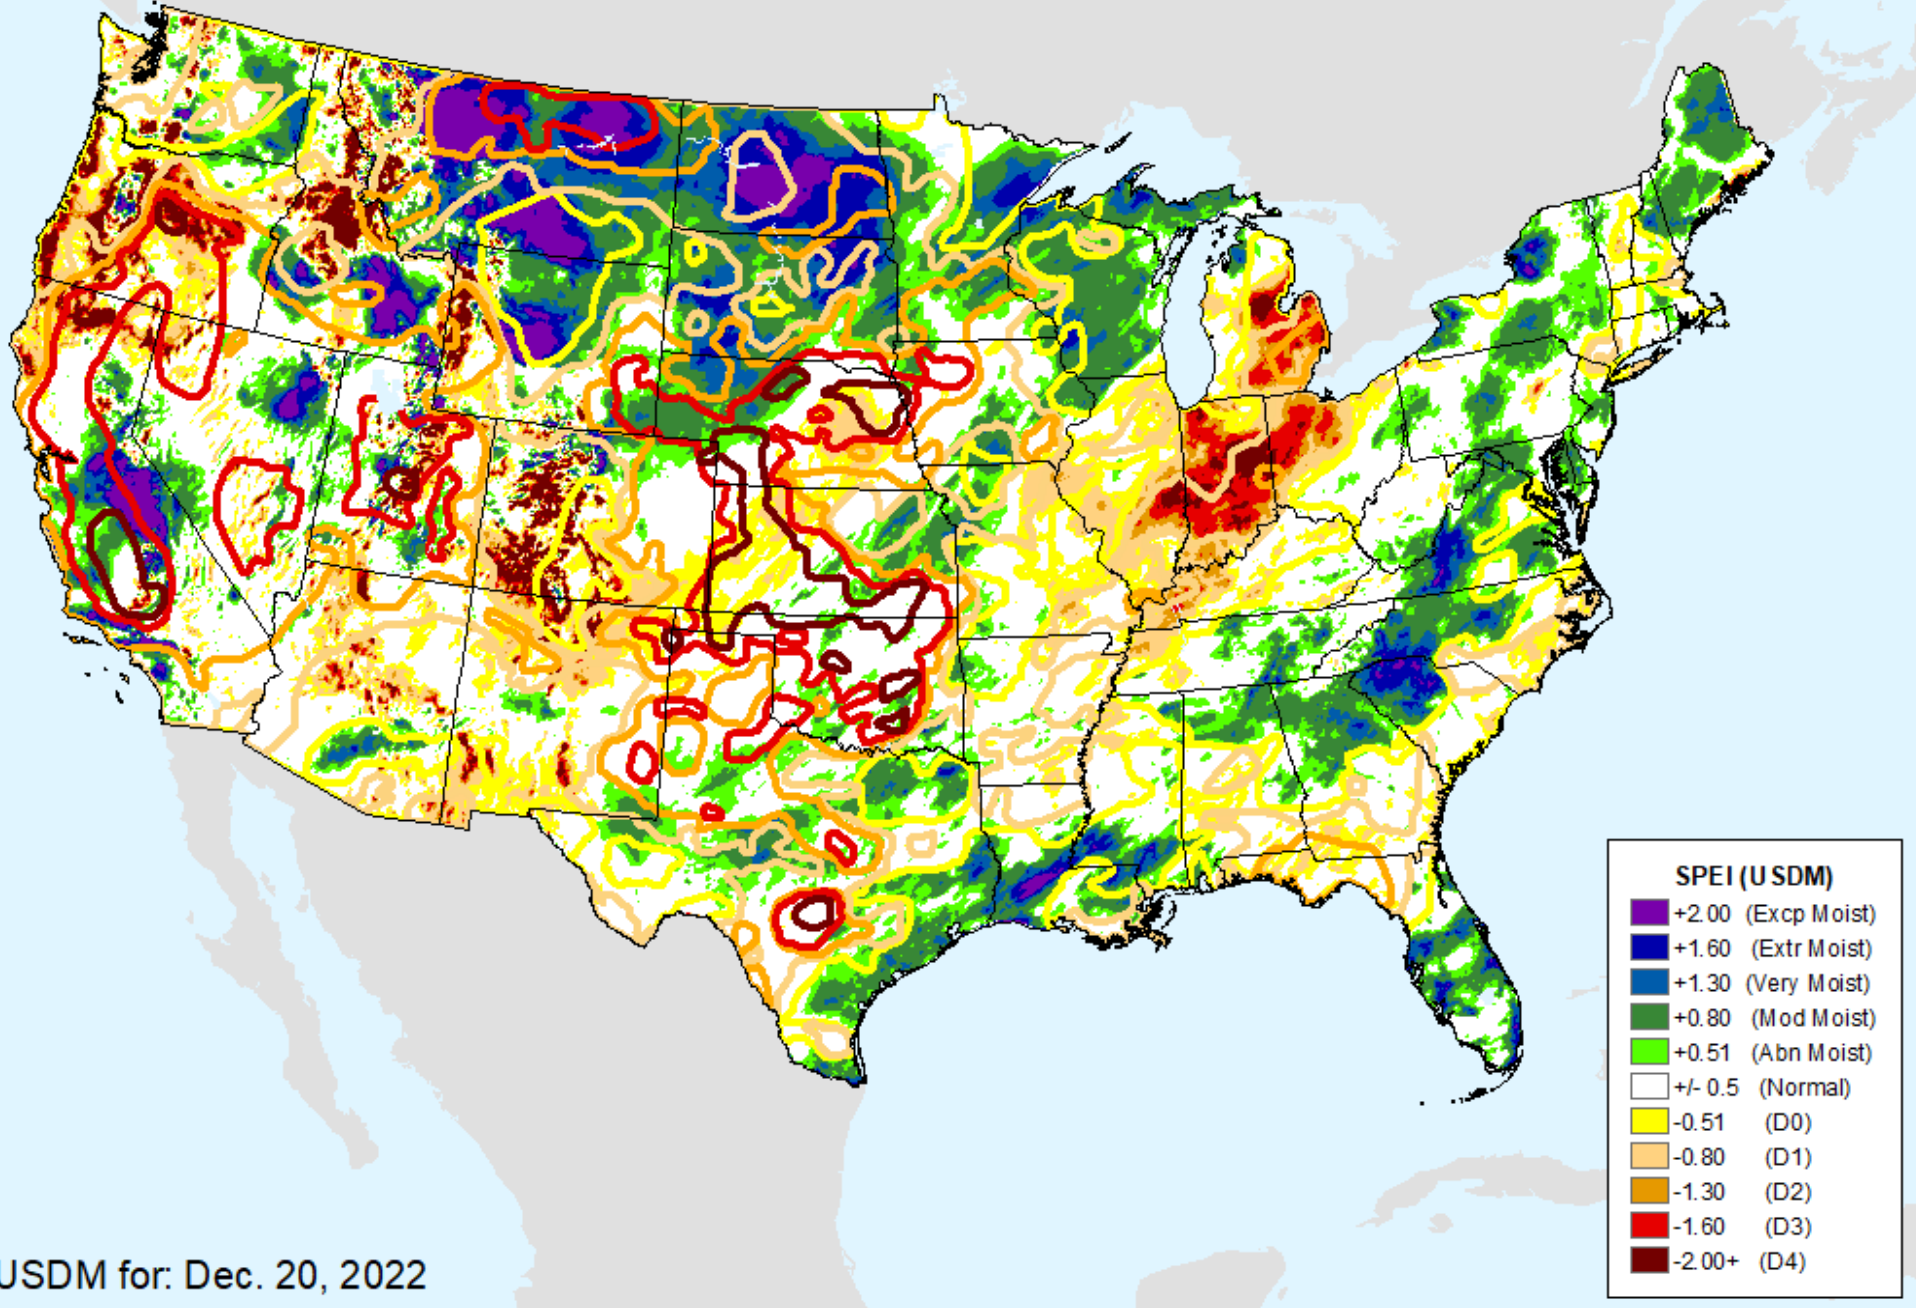 SPEI (USDM)
+2.00 (Excp Moist)
+1.60 (Extr Moist)
+1.30 (Very Moist)
+0.80 (Mod Moist)
+0.51 (Abn Moist)
+/- 0.5 (Normal)
-0.51 (D0)
-0.80 (D1)
-1.30 (D2)
-1.60 (D3)
-2.00+ (D4)
USDM for: Dec. 20, 2022